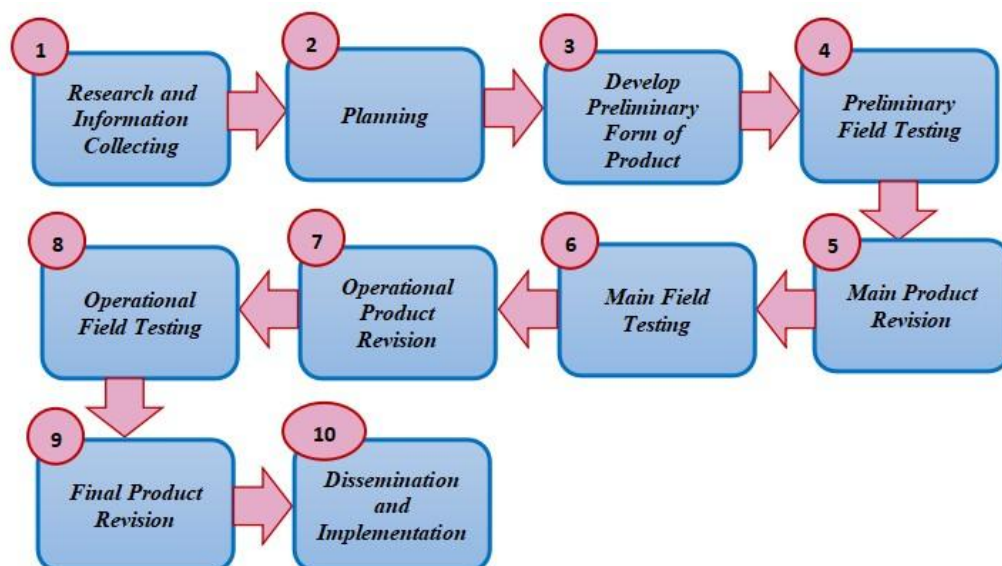 1
Research and
Information
Collecting
2
Planning
3
Develop
Preliminary
Form of
Product
4
Preliminary
Field Testing
5
Main Product
Revision
6
Main Field
Testing
7
Operational
Product
Revision
8
Operational
Field Testing
9
Final Product
Revision
10
Dissemination
and
Implementation